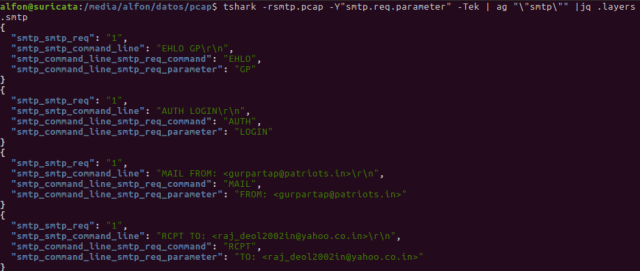 alfon@suricata:/media/alfon/datos/pcap$ tshark -rsmtp.pcap -Y"smtp.req.parameter" -Tek | ag "\"smtp\"" |jq .layers
.smtp
{
  "smtp_smtp_req": "1",
  "smtp_smtp_command_line": "EHLO GP\r\n",
  "smtp_command_line_smtp_req_command": "EHLO",
  "smtp_command_line_smtp_req_parameter": "GP"
}
{
  "smtp_smtp_req": "1",
  "smtp_smtp_command_line": "AUTH LOGIN\r\n",
  "smtp_command_line_smtp_req_command": "AUTH",
  "smtp_command_line_smtp_req_parameter": "LOGIN"
}
{
  "smtp_smtp_req": "1",
  "smtp_smtp_command_line": "MAIL FROM: <gurpartap@patriots.in>\r\n",
  "smtp_command_line_smtp_req_command": "MAIL",
  "smtp_command_line_smtp_req_parameter": "FROM: <gurpartap@patriots.in>"
}
{
  "smtp_smtp_req": "1",
  "smtp_smtp_command_line": "RCPT TO: <raj_deol2002in@yahoo.co.in>\r\n",
  "smtp_command_line_smtp_req_command": "RCPT",
  "smtp_command_line_smtp_req_parameter": "TO: <raj_deol2002in@yahoo.co.in>"
}